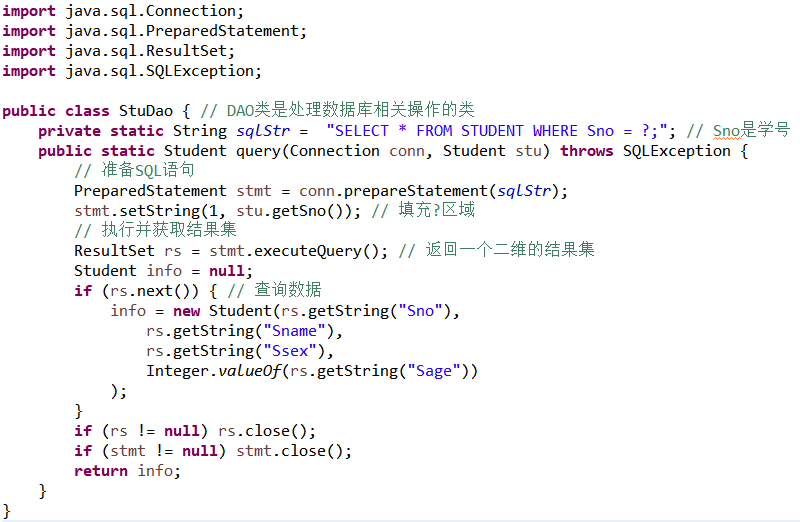 import java.sql.Connection;
import java.sql.PreparedStatement;
import java.sql.ResultSet;
import java.sql.SQLException;

public class StuDao { // DAO类是处理数据库相关操作的类
    private static String sqlStr =  "SELECT * FROM STUDENT WHERE Sno = ?;"; // Sno是学号
    public static Student query(Connection conn, Student stu) throws SQLException {
        // 准备SQL语句
        PreparedStatement stmt = conn.prepareStatement(sqlStr);
        stmt.setString(1, stu.getSno()); // 填充?区域
        // 执行并获取结果集
        ResultSet rs = stmt.executeQuery(); // 返回一个二维的结果集
        Student info = null;
        if (rs.next()) { // 查询数据
            info = new Student(rs.getString("Sno"),
                rs.getString("Sname"),
                rs.getString("Ssex"),
                Integer.valueOf(rs.getString("Sage"))
            );
        }
        if (rs != null) rs.close();
        if (stmt != null) stmt.close();
        return info;
    }
}